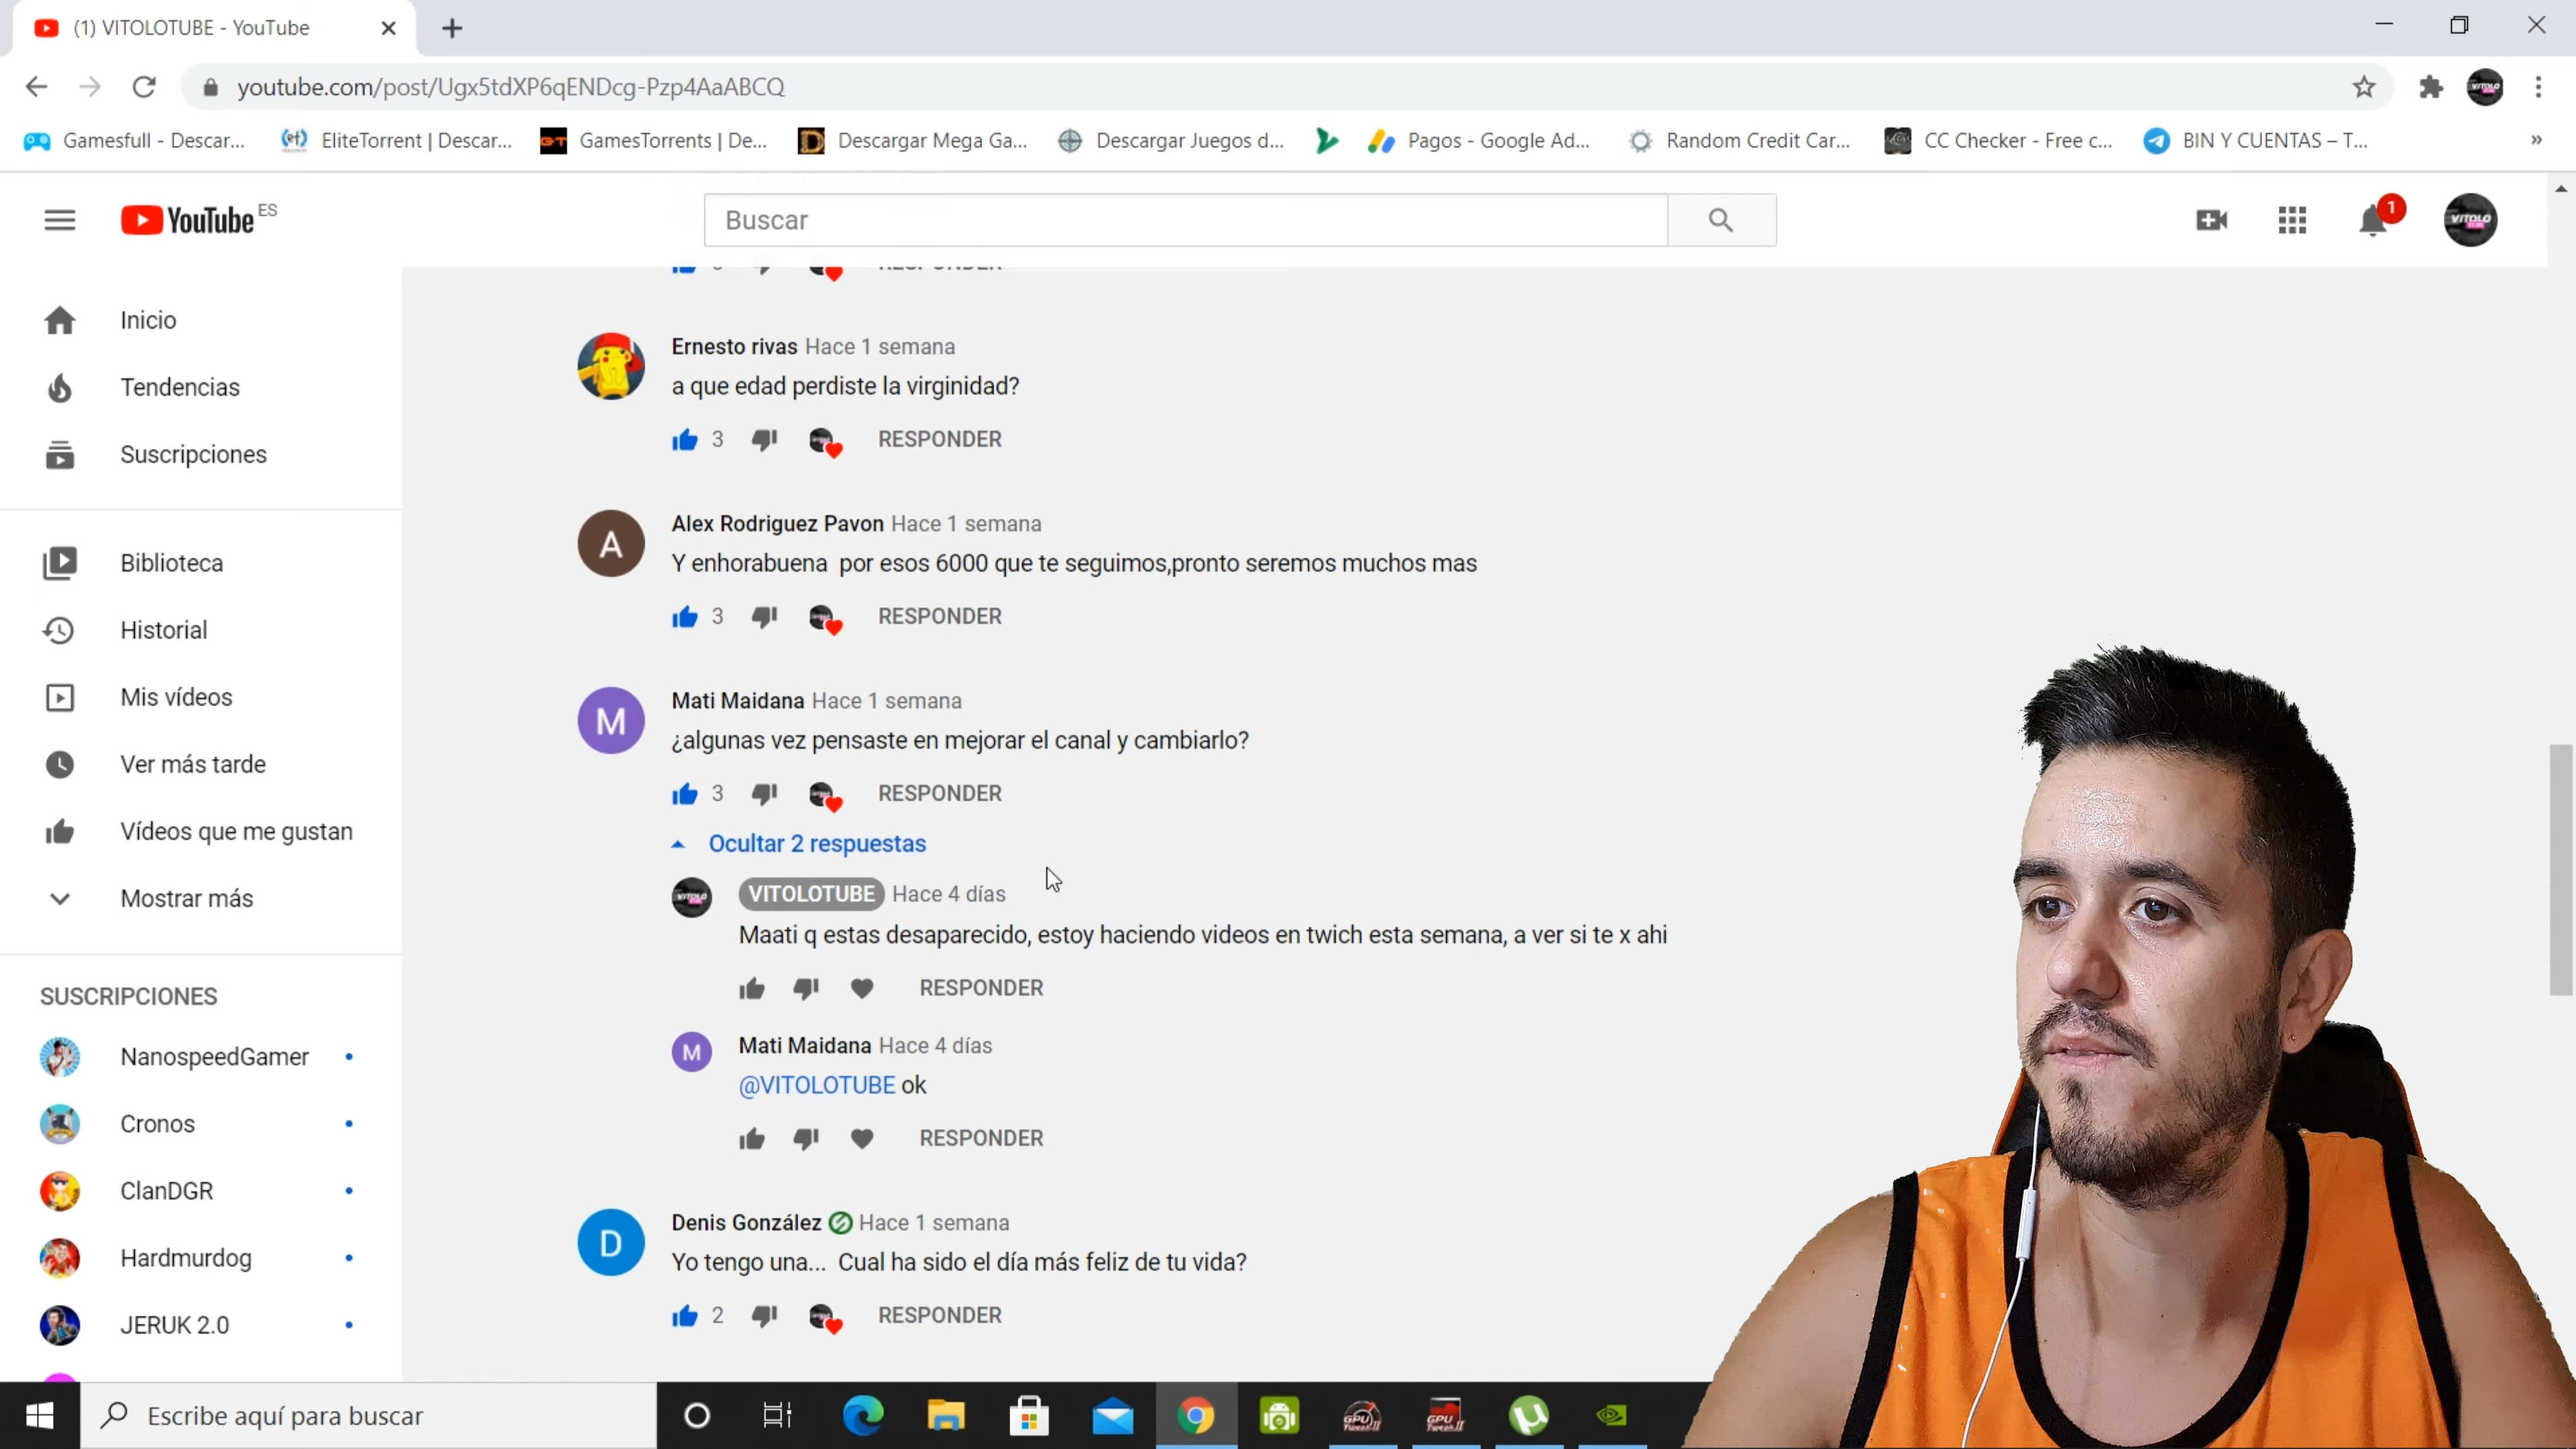 (1) VITOLOTUBE - YouTube
youtube.com/post/Ugx5tdXP6qENDcg-Pzp4AaABCQ
Gamesfull - Descar... EliteTorrent | Descar... GamesTorrents | De... Descargar Mega Ga... Descargar Juegos d... Pagos - Google Ad... Random Credit Car... CC Checker - Free c... BIN Y CUENTAS – T... »
YouTube ES
Buscar
1
VITOLO
Inicio
Tendencias
Suscripciones
Biblioteca
Historial
Mis vídeos
Ver más tarde
Vídeos que me gustan
Mostrar más
SUSCRIPCIONES
NanospeedGamer
Cronos
ClanDGR
Hardmurdog
JERUK 2.0
RESPONDER
Ernesto rivas Hace 1 semana
a que edad perdiste la virginidad?
3 RESPONDER
A
Alex Rodriguez Pavon Hace 1 semana
Y enhorabuena por esos 6000 que te seguimos,pronto seremos muchos mas
3 RESPONDER
M
Mati Maidana Hace 1 semana
¿algunas vez pensaste en mejorar el canal y cambiarlo?
3 RESPONDER
Ocultar 2 respuestas
VITOLOTUBE Hace 4 días
Maati q estas desaparecido, estoy haciendo videos en twich esta semana, a ver si te x ahi
RESPONDER
M
Mati Maidana Hace 4 días
@VITOLOTUBE ok
RESPONDER
D
Denis González Hace 1 semana
Yo tengo una... Cual ha sido el día más feliz de tu vida?
2 RESPONDER
Escribe aquí para buscar